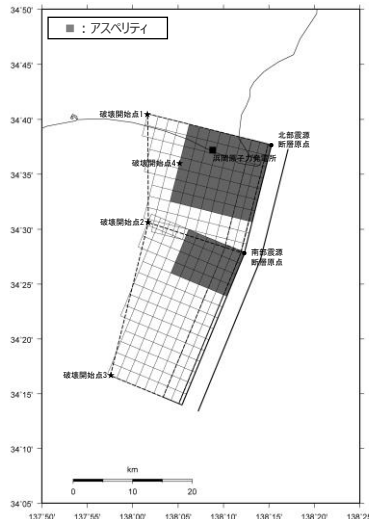 34˚50'
■ : アスペリティ
34˚45'
34˚40'
破壊開始点1
北部震源
断層原点
浜岡原子力発電所
34˚35'
破壊開始点4
34˚30'
破壊開始点2
南部震源
断層原点
34˚25'
34˚20'
破壊開始点3
34˚15'
34˚10'
km
0 10 20
34˚05'
137˚50' 137˚55' 138˚00' 138˚05' 138˚10' 138˚15' 138˚20' 138˚25'